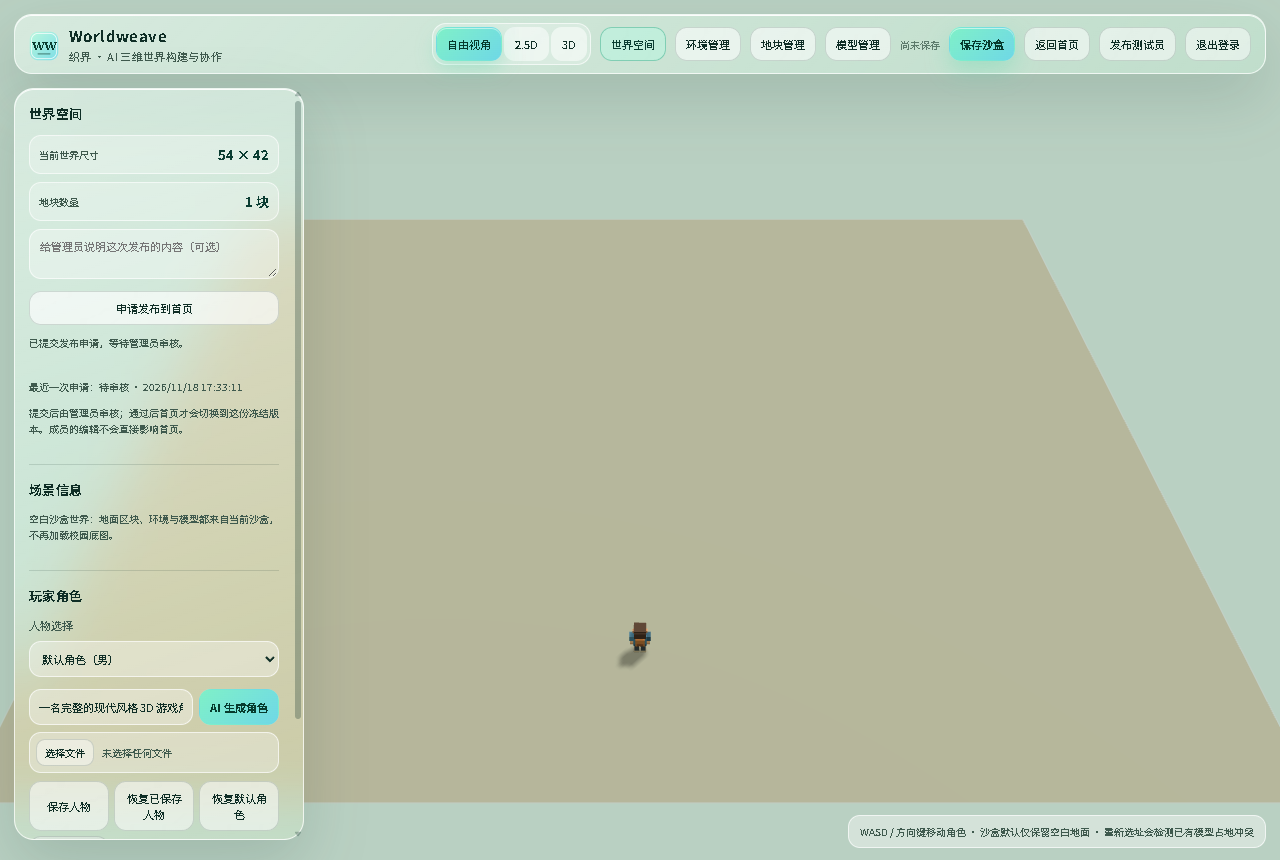 WW
Worldweave
织界 · AI 三维世界构建与协作
自由视角
2.5D
3D
世界空间
环境管理
地块管理
模型管理
尚未保存
保存沙盒
返回首页
发布测试员
退出登录
世界空间
当前世界尺寸
54 × 42
地块数量
1 块
给管理员说明这次发布的内容（可选）
申请发布到首页
已提交发布申请，等待管理员审核。
最近一次申请：待审核 · 2026/11/18 17:33:11
提交后由管理员审核；通过后首页才会切换到这份冻结版
本。成员的编辑不会直接影响首页。
场景信息
空白沙盒世界：地面区块、环境与模型都来自当前沙盒，
不再加载校园底图。
玩家角色
人物选择
默认角色（男）
一名完整的现代风格 3D 游戏
AI 生成角色
选择文件
未选择任何文件
保存人物
恢复已保存
人物
恢复默认角
色
WASD / 方向键移动角色 · 沙盒默认仅保留空白地面 · 重新选址会检测已有模型占地冲突